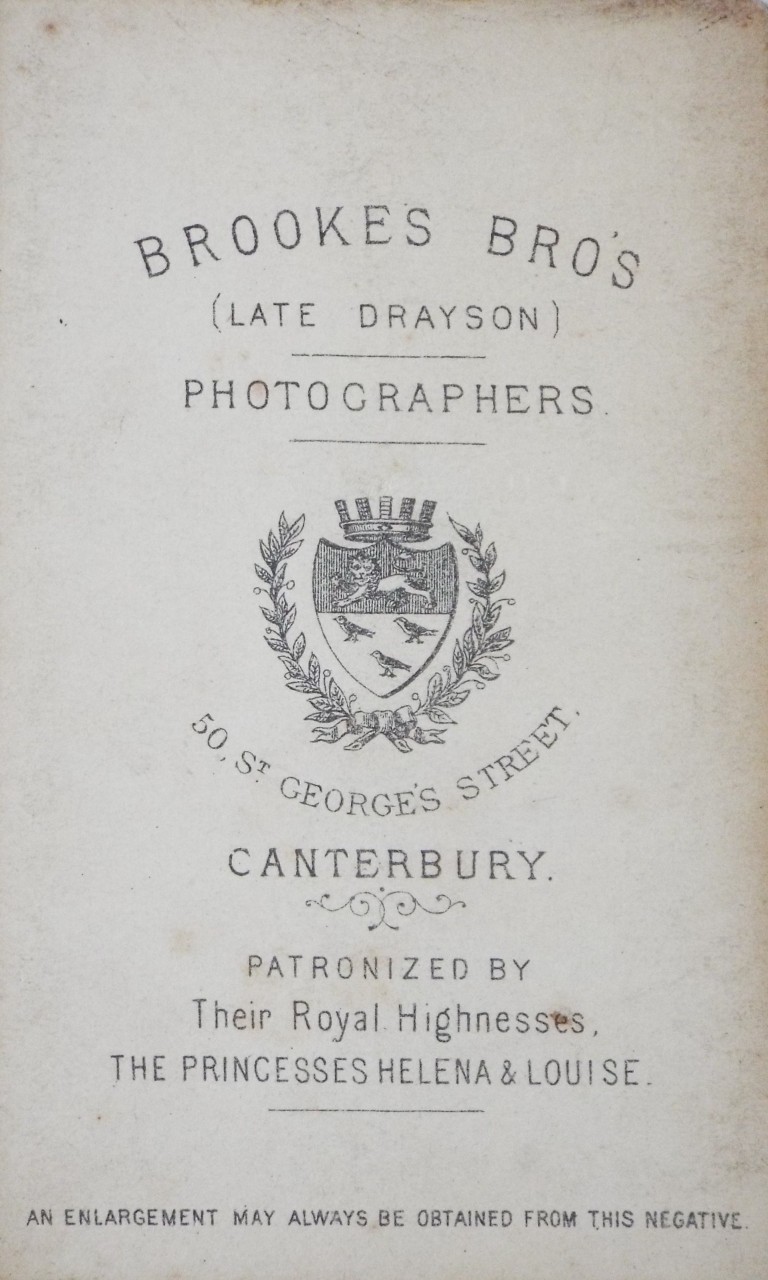 BROOKES BRO'S
(LATE DRAYSON)
PHOTOGRAPHERS.
50, ST GEORGE'S STREET.
CANTERBURY.
PATRONIZED BY
Their Royal Highnesses,
THE PRINCESSES HELENA & LOUISE.
AN ENLARGEMENT MAY ALWAYS BE OBTAINED FROM THIS NEGATIVE.